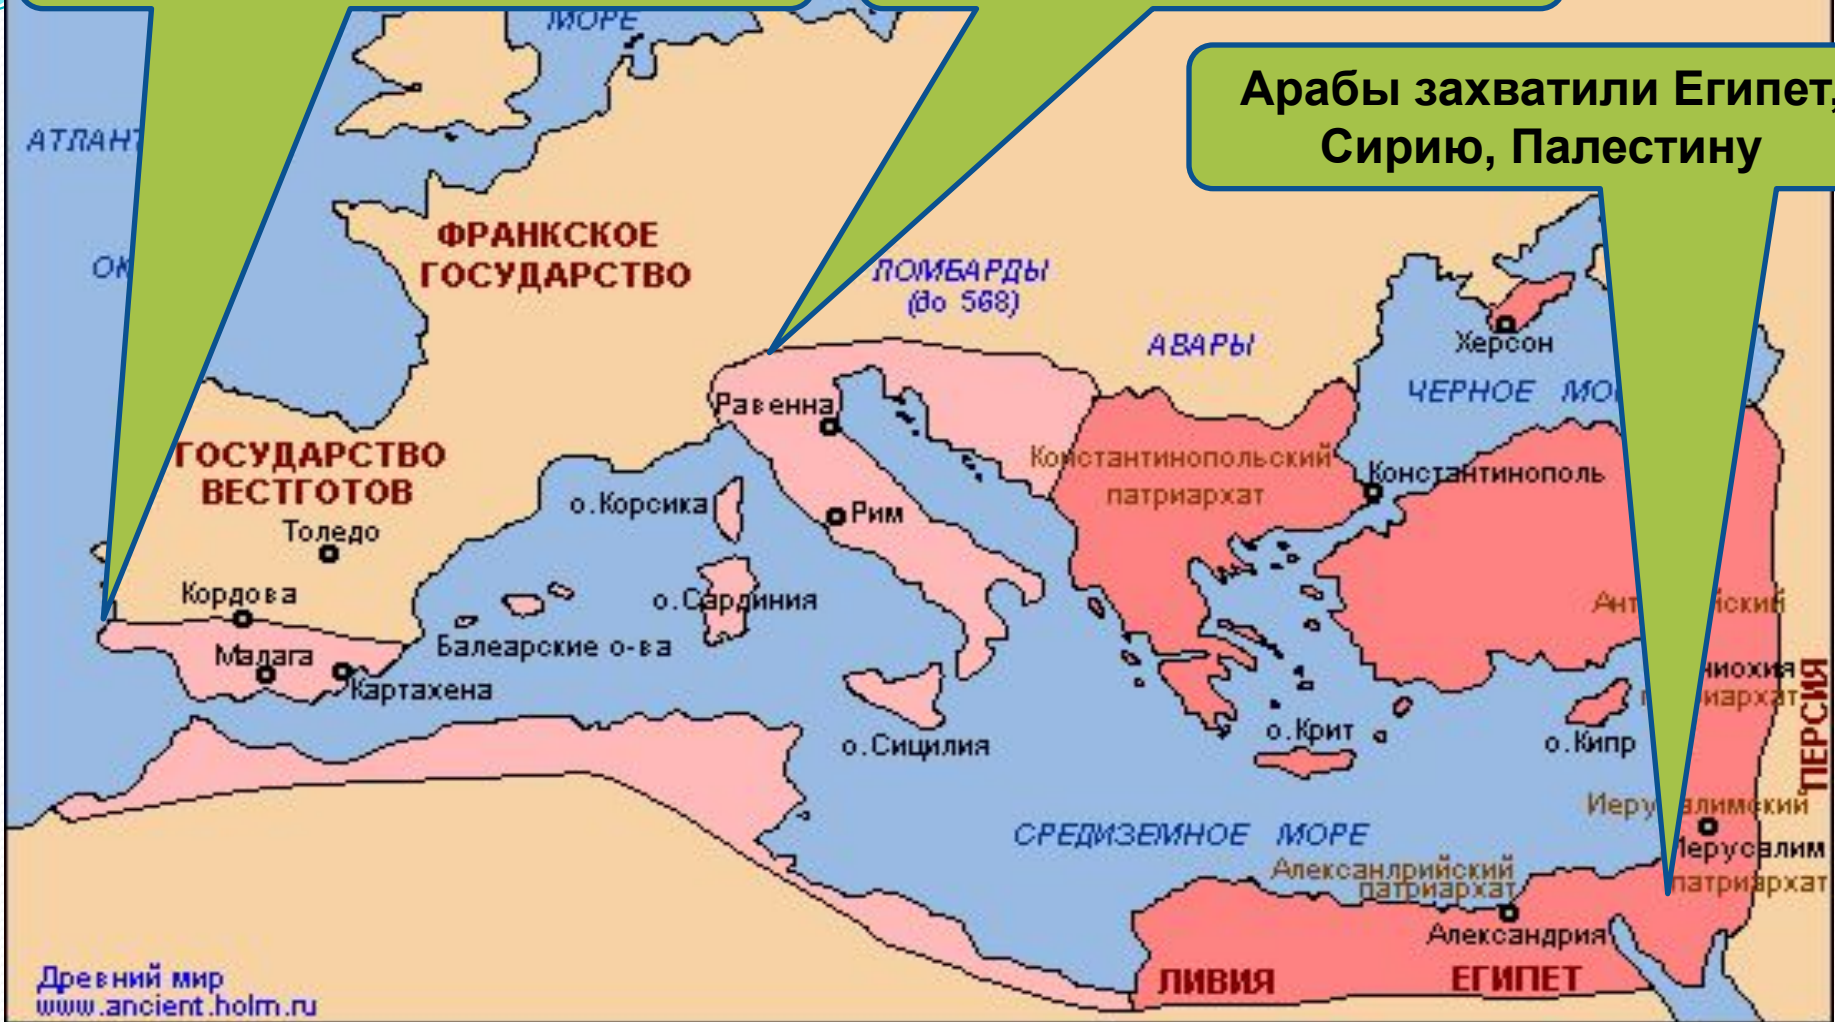 МОРЕ
Арабы захватили Египет,
Сирию, Палестину
ФРАНКСКОЕ
ГОСУДАРСТВО
ЛОМБАРДЫ
(до 568)
АВАРЫ
Херсон
ЧЕРНОЕ
Равенна
ГОСУДАРСТВО
ВЕСТГОТОВ
Толедо
Константинопольский
патриархат
Константинополь
о.Корсика
Рим
Кордова
о.Сардиния
Малага
Балеарские о-ва
Картахена
о.Сицилия
о.Крит
о.Кипр
ПЕРСИЯ
СРЕДИЗЕМНОЕ МОРЕ
Иерусалим
патриархат
Александрийский
патриархат
Александрия
ЛИВИЯ
ЕГИПЕТ
Древний мир
www.ancient.holm.ru